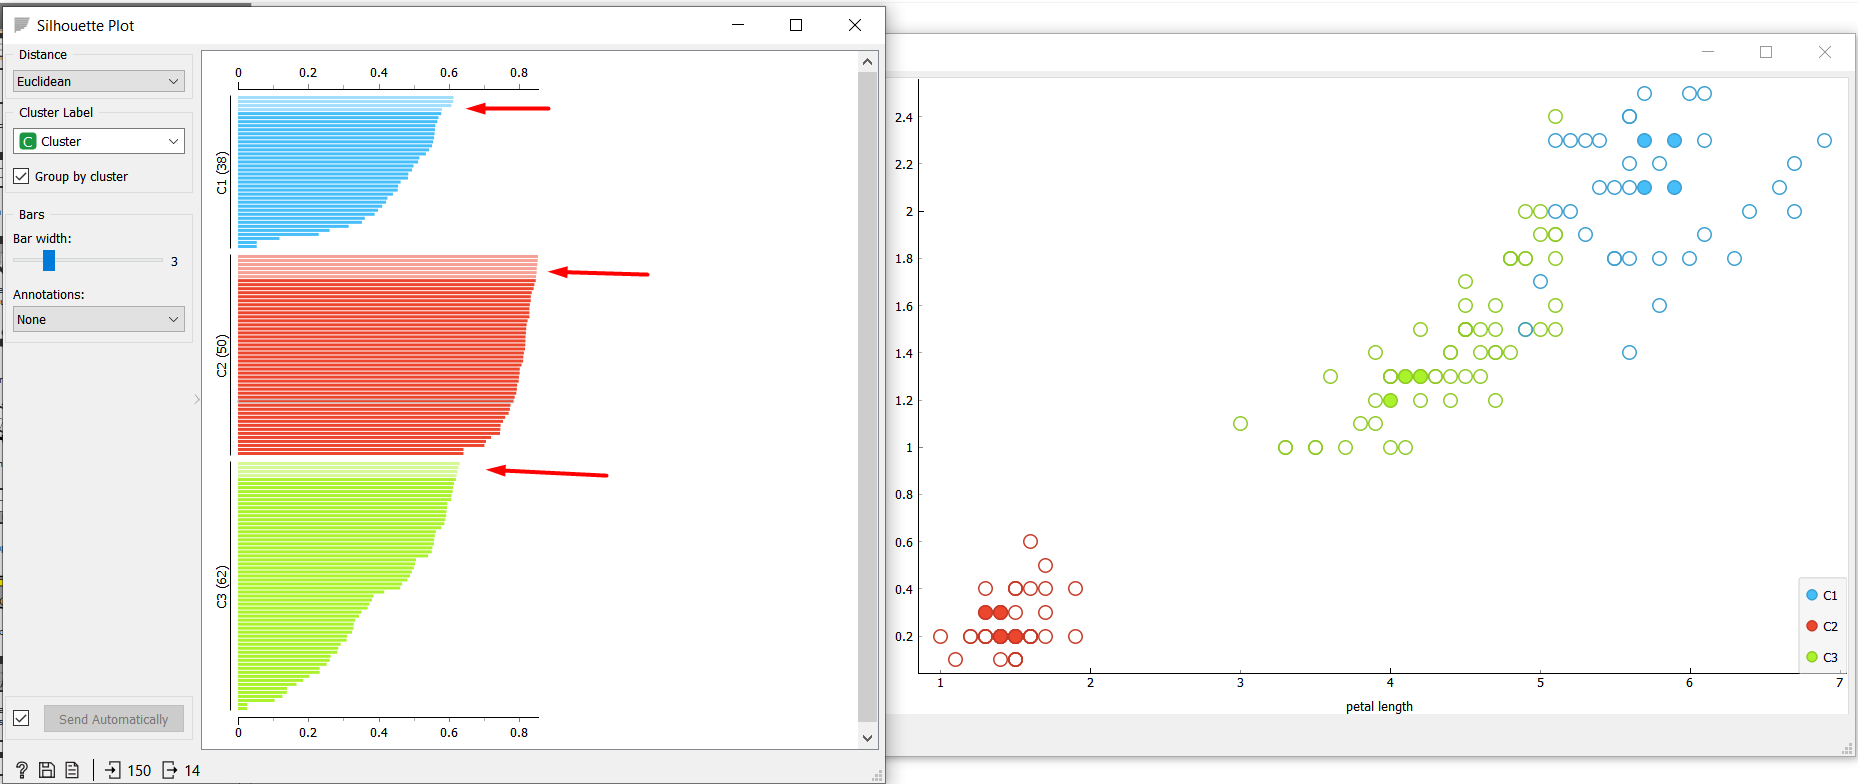 Silhouette Plot
Distance
Euclidean
Cluster Label
C Cluster
Group by cluster
Bars
Bar width:
3
Annotations:
None
Send Automatically
? 150 14
0 0.2 0.4 0.6 0.8
C1 (38)
C2 (50)
C3 (62)
0 0.2 0.4 0.6 0.8
2.4
2.2
2
1.8
1.6
1.4
1.2
1
0.8
0.6
0.4
0.2
1 2 3 4 5 6 7
petal length
C1
C2
C3